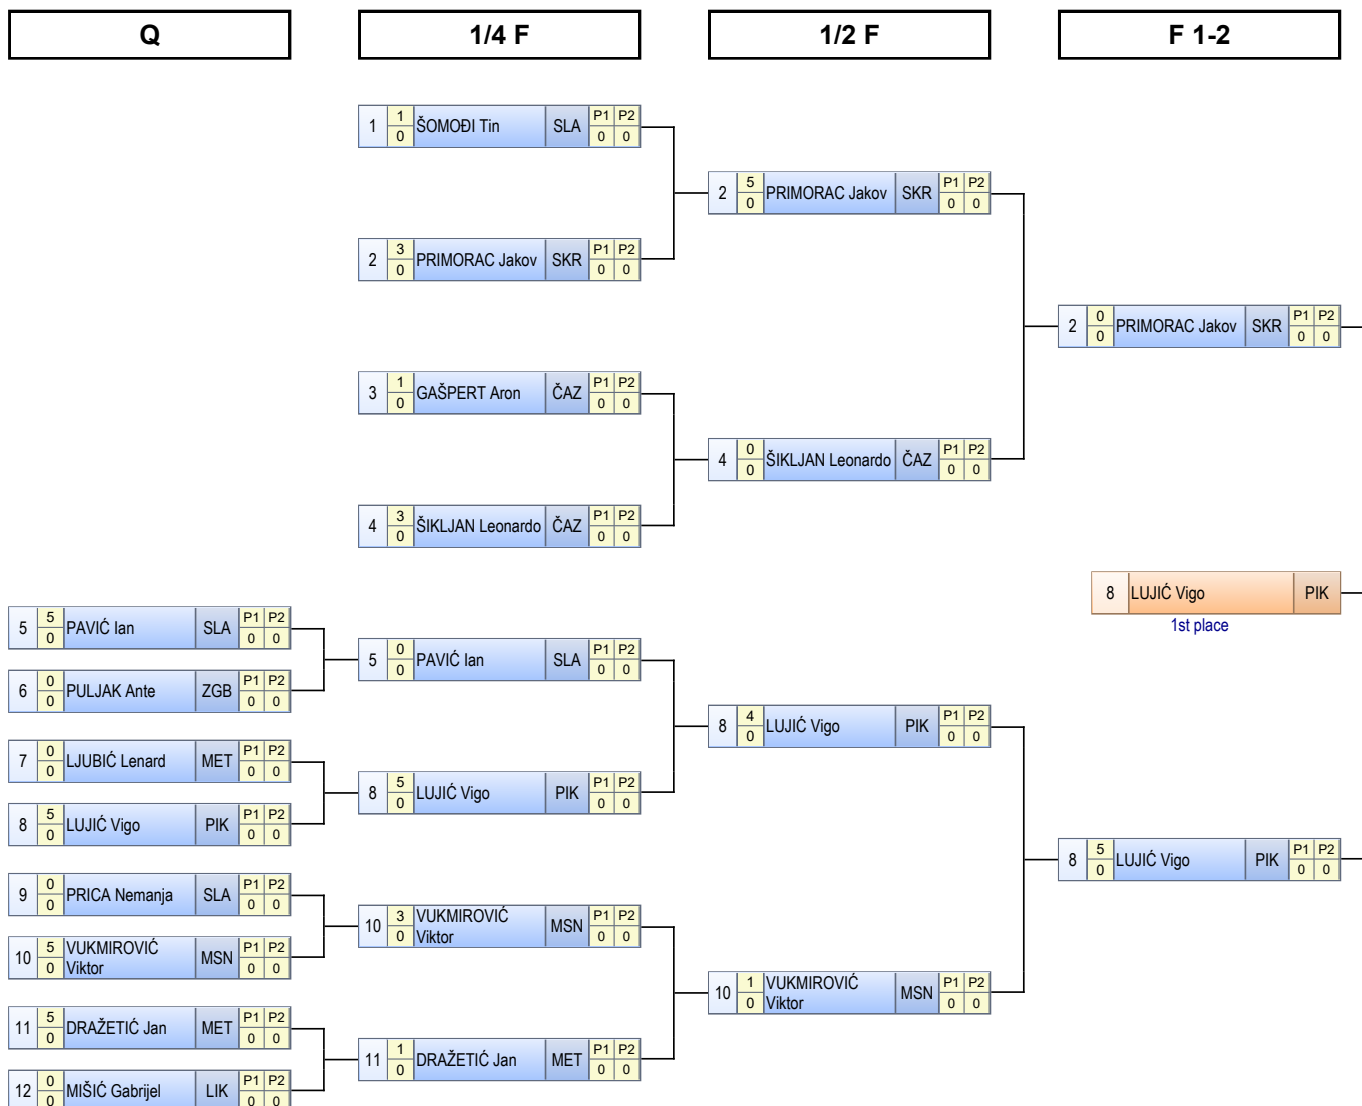 Q
1/4 F
1/2 F
F 1-2
1 1 0 ŠOMOĐI Tin SLA P1 P2 0 0
2 3 0 PRIMORAC Jakov SKR P1 P2 0 0
3 1 0 GAŠPERT Aron ČAZ P1 P2 0 0
4 3 0 ŠIKLJAN Leonardo ČAZ P1 P2 0 0
2 5 0 PRIMORAC Jakov SKR P1 P2 0 0
4 0 0 ŠIKLJAN Leonardo ČAZ P1 P2 0 0
2 0 0 PRIMORAC Jakov SKR P1 P2 0 0
8 LUJIĆ Vigo PIK
1st place
5 5 0 PAVIĆ Ian SLA P1 P2 0 0
6 0 0 PULJAK Ante ZGB P1 P2 0 0
7 0 0 LJUBIĆ Lenard MET P1 P2 0 0
8 5 0 LUJIĆ Vigo PIK P1 P2 0 0
9 0 0 PRICA Nemanja SLA P1 P2 0 0
10 5 0 VUKMIROVIĆ
Viktor MSN P1 P2 0 0
11 5 0 DRAŽETIĆ Jan MET P1 P2 0 0
12 0 0 MIŠIĆ Gabrijel LIK P1 P2 0 0
5 0 0 PAVIĆ Ian SLA P1 P2 0 0
8 5 0 LUJIĆ Vigo PIK P1 P2 0 0
10 3 0 VUKMIROVIĆ
Viktor MSN P1 P2 0 0
11 1 0 DRAŽETIĆ Jan MET P1 P2 0 0
8 4 0 LUJIĆ Vigo PIK P1 P2 0 0
10 1 0 VUKMIROVIĆ
Viktor MSN P1 P2 0 0
8 5 0 LUJIĆ Vigo PIK P1 P2 0 0